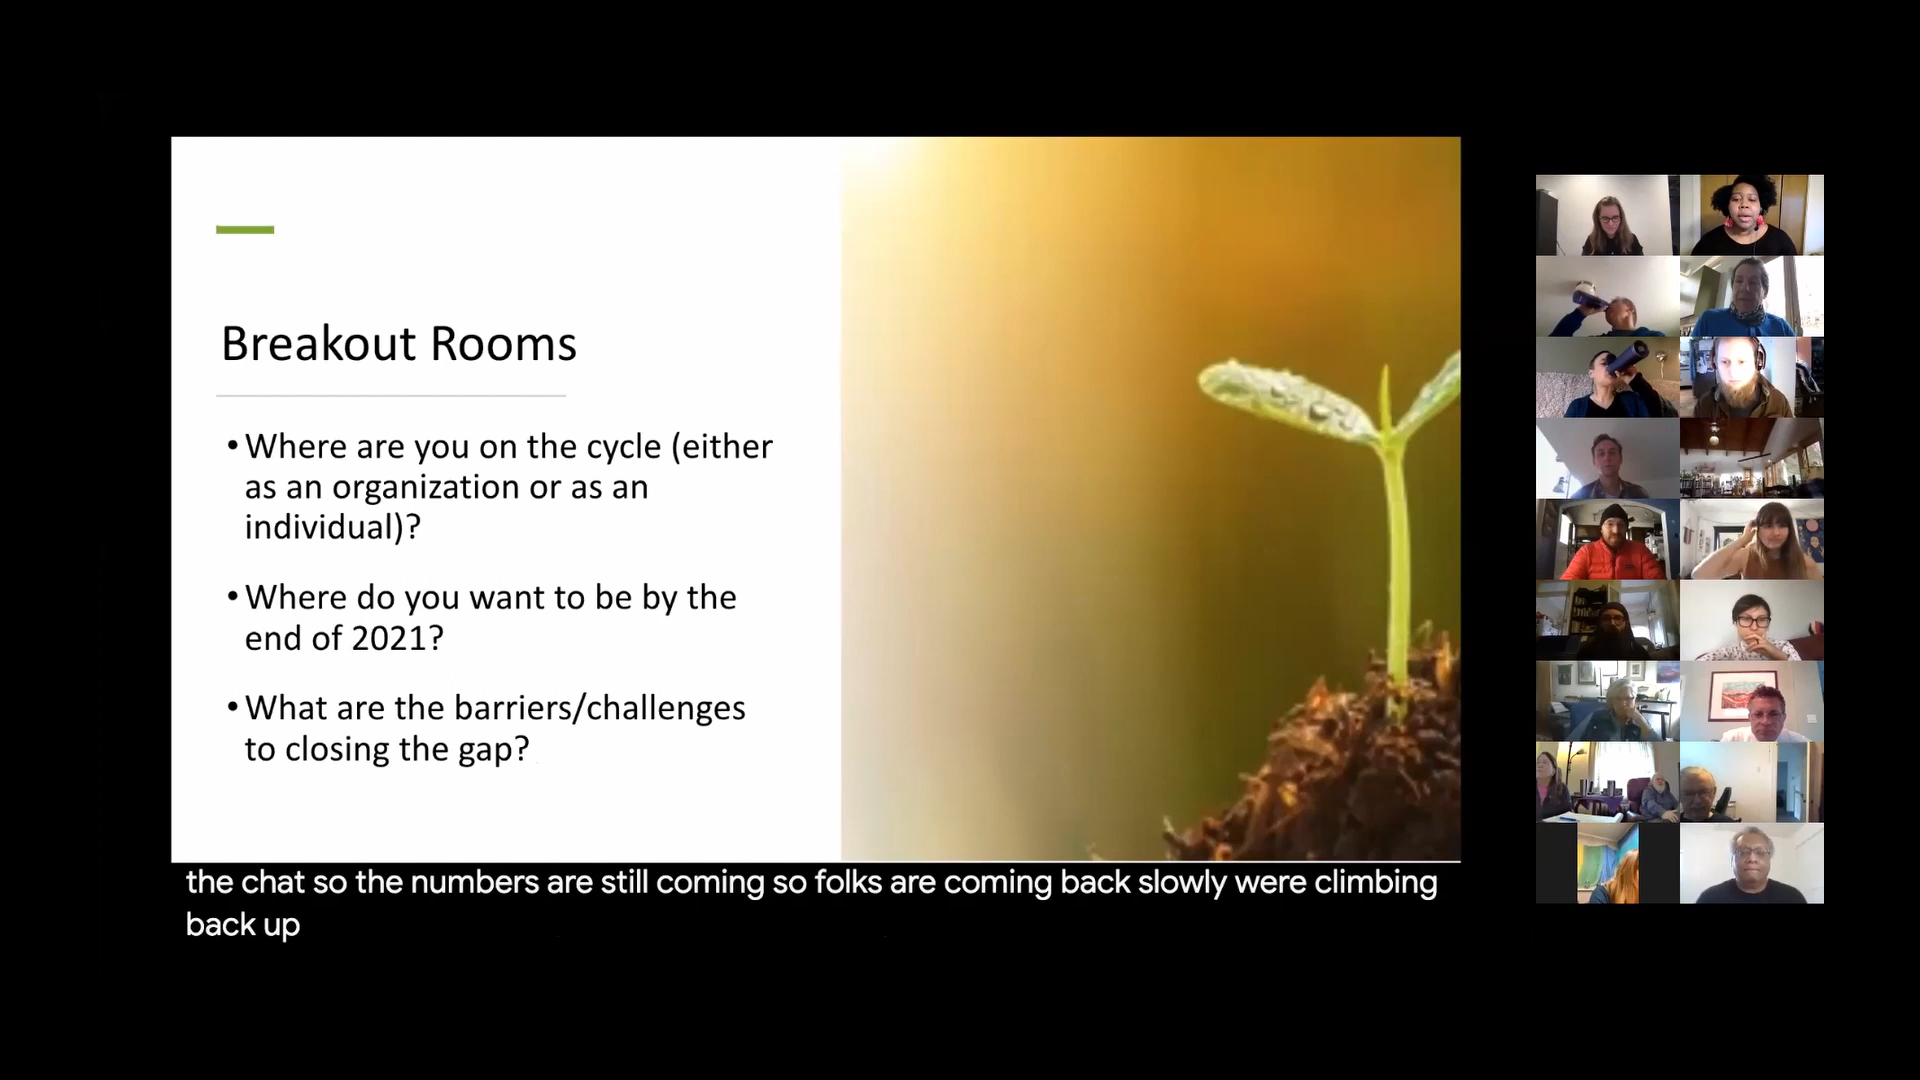 Breakout Rooms
•Where are you on the cycle (either
as an organization or as an
individual)?
•Where do you want to be by the
end of 2021?
•What are the barriers/challenges
to closing the gap?
the chat so the numbers are still coming so folks are coming back slowly were climbing
back up